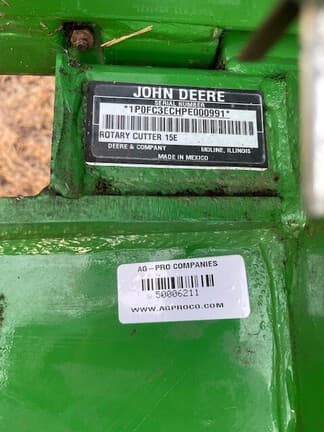 JOHN DEERE
SERIAL NUMBER
*1P0FC3ECHPE000991*
ROTARY CUTTER 15E
DEERE & COMPANY MOLINE, ILLINOIS
MADE IN MEXICO
AG-PRO COMPANIES
50006211
WWW.AGPROCO.COM